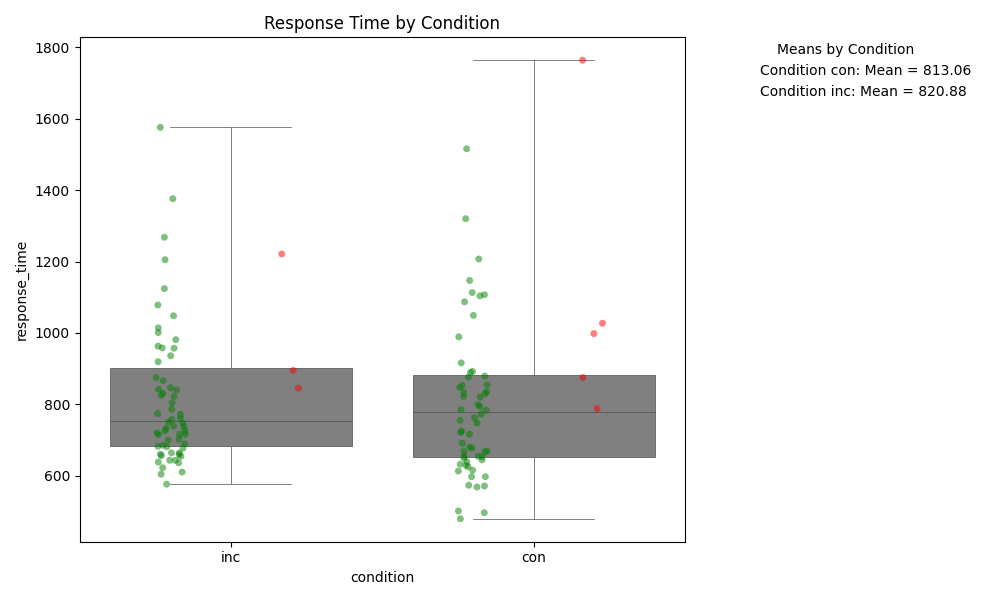 Response Time by Condition
Means by Condition
Condition con: Mean = 813.06
Condition inc: Mean = 820.88
1800
1600
1400
1200
1000
800
600
response_time
inc
con
condition